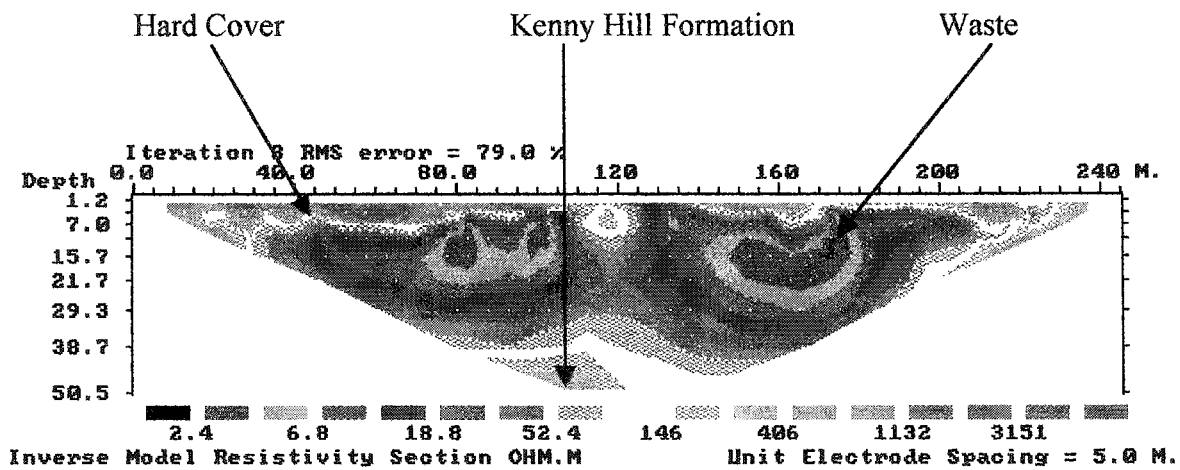 Hard Cover Kenny Hill Formation Waste
Iteration 8 RMS error = 79.0 %
Depth 0.0 40.0 80.0 120 160 200 240 M.
1.2
7.0
15.7
21.7
29.3
38.7
50.5
2.4 6.8 18.8 52.4 146 406 1132 3151
Inverse Model Resistivity Section OHM.M Unit Electrode Spacing = 5.0 M.